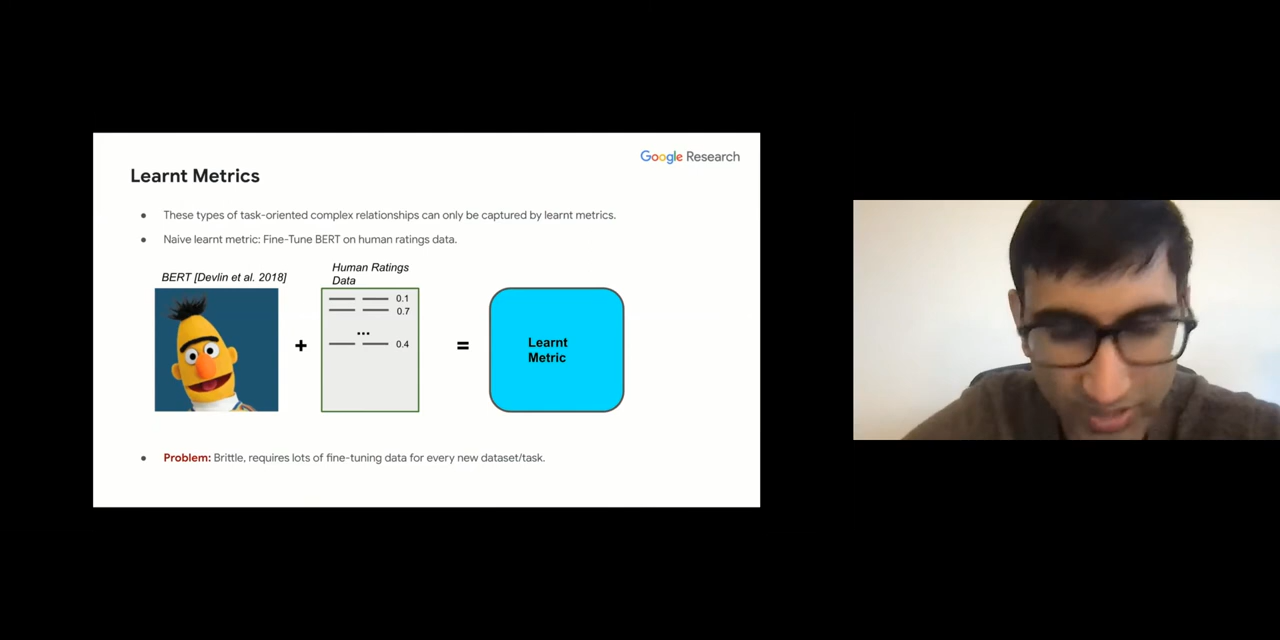 Google Research
Learnt Metrics
● These types of task-oriented complex relationships can only be captured by learnt metrics.
● Naive learnt metric: Fine-Tune BERT on human ratings data.
BERT [Devlin et al. 2018]
Human Ratings
Data
0.1
0.7
...
0.4
+
=
Learnt
Metric
● Problem: Brittle, requires lots of fine-tuning data for every new dataset/task.